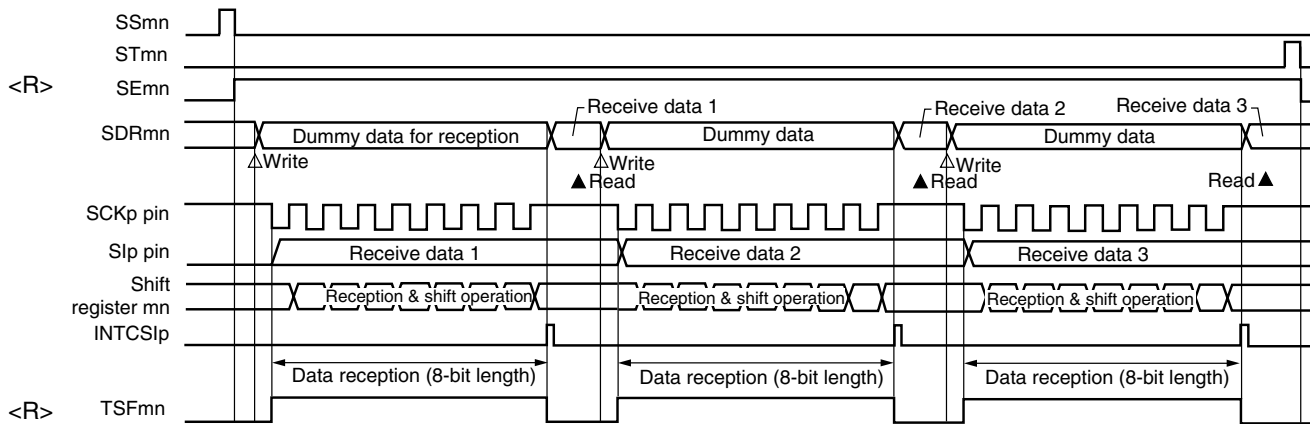 SSmn
STmn
<R> SEmn
Receive data 1 Receive data 2 Receive data 3
SDRmn Dummy data for reception Dummy data Dummy data
△Write △Write △Write
▲Read ▲Read Read▲
SCKp pin
SIp pin Receive data 1 Receive data 2 Receive data 3
Shift
register mn Reception & shift operation Reception & shift operation Reception & shift operation
INTCSIp
Data reception (8-bit length) Data reception (8-bit length) Data reception (8-bit length)
<R> TSFmn